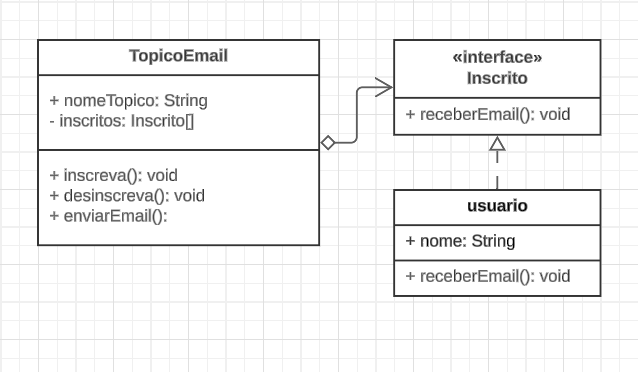 TopicoEmail
+ nomeTopico: String
- inscritos: Inscrito[]
+ inscreva(): void
+ desinscreva(): void
+ enviarEmail():
«interface»
Inscrito
+ receberEmail(): void
usuario
+ nome: String
+ receberEmail(): void